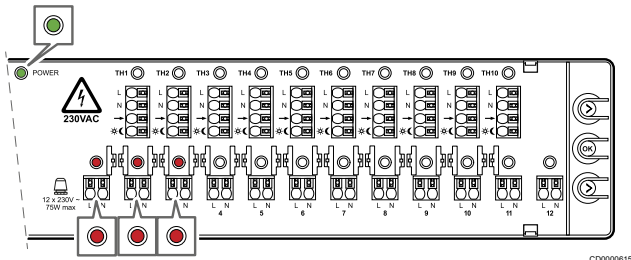 POWER
TH1 TH2 TH3 TH4 TH5 TH6 TH7 TH8 TH9 TH10
L L L L L L L L L L
N N N N N N N N N N
230VAC
OK
12 x 230V ~
75W max
L N L N L N L N L N L N L N L N L N L N L N L N
4 5 6 7 8 9 10 11 12
CD0000615